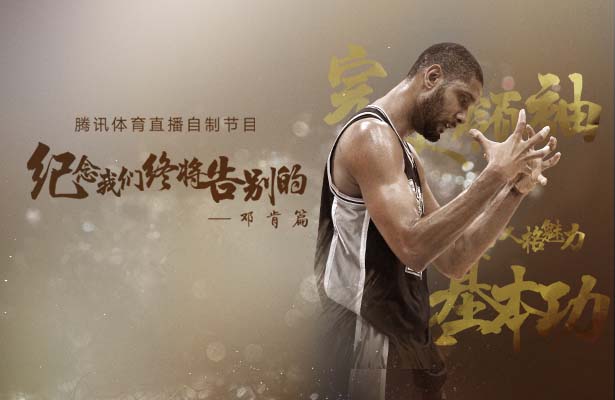 腾讯体育直播自制节目
纪念我们终将告别的
—邓肯篇
完
领袖
人格魅力
基本功